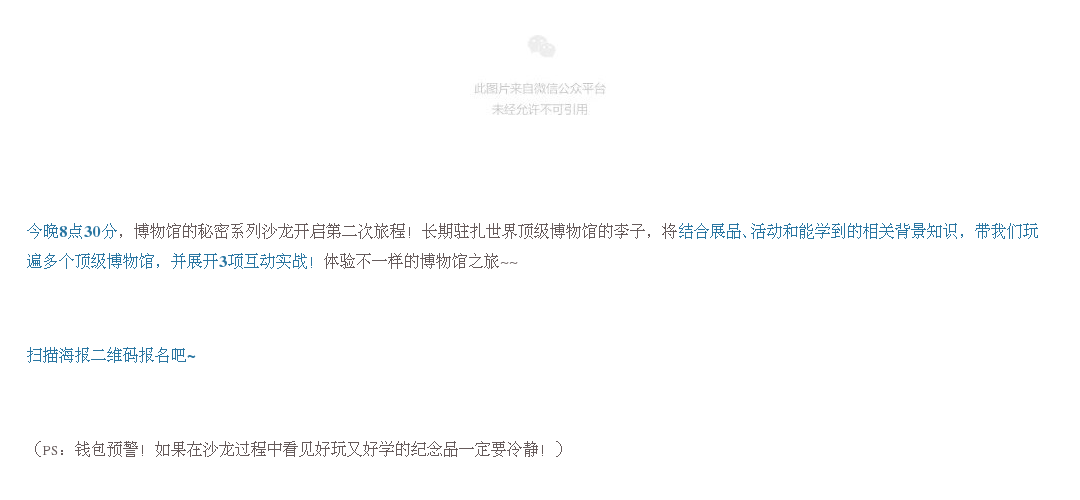 此图片来自微信公众平台
未经允许不可引用
今晚8点30分，博物馆的秘密系列沙龙开启第二次旅程！长期驻扎世界顶级博物馆的李子，将结合展品、活动和能学到的相关背景知识，带我们玩
遍多个顶级博物馆，并展开3项互动实战！体验不一样的博物馆之旅~~
扫描海报二维码报名吧~
（PS：钱包预警！如果在沙龙过程中看见好玩又好学的纪念品一定要冷静！）